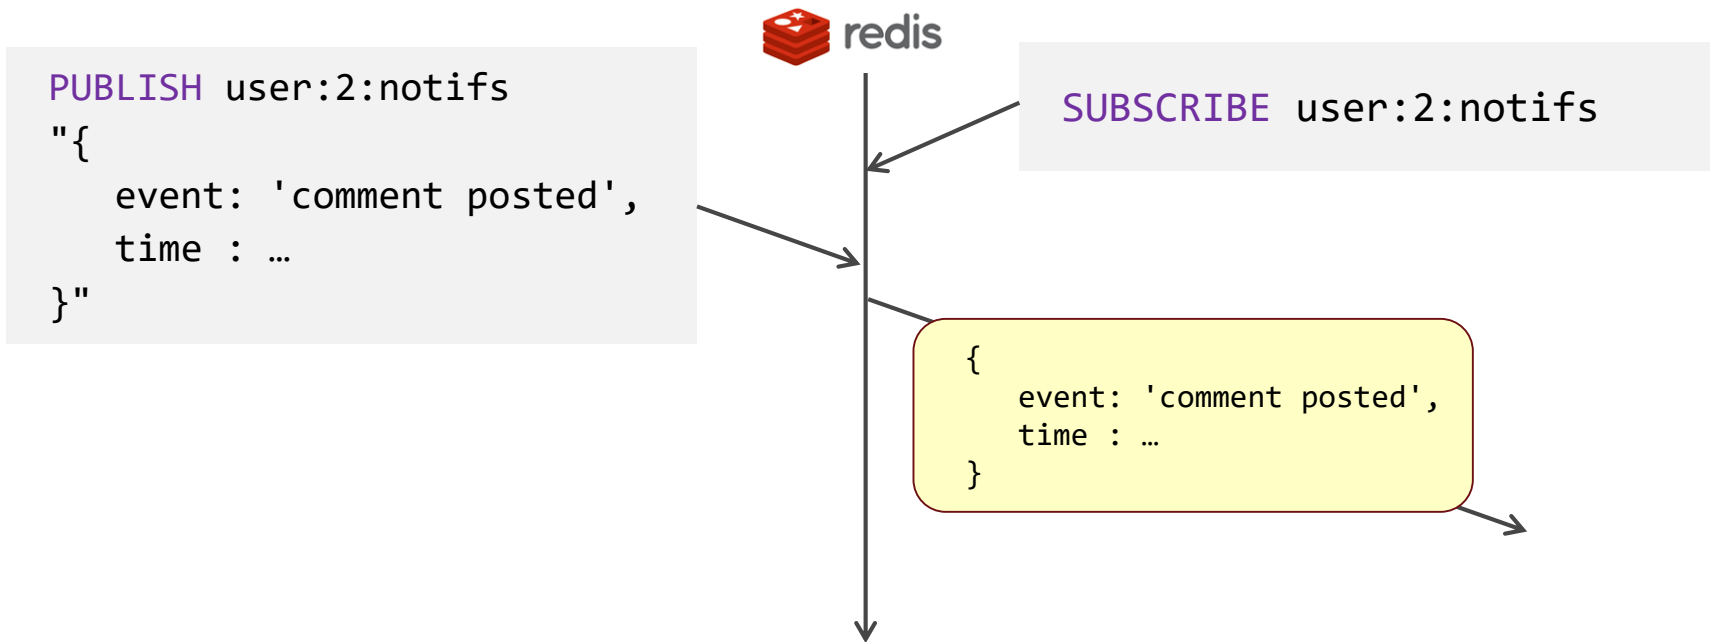 redis
PUBLISH user:2:notifs
"{
event: 'comment posted',
time : …
}"
SUBSCRIBE user:2:notifs
{
event: 'comment posted',
time : …
}